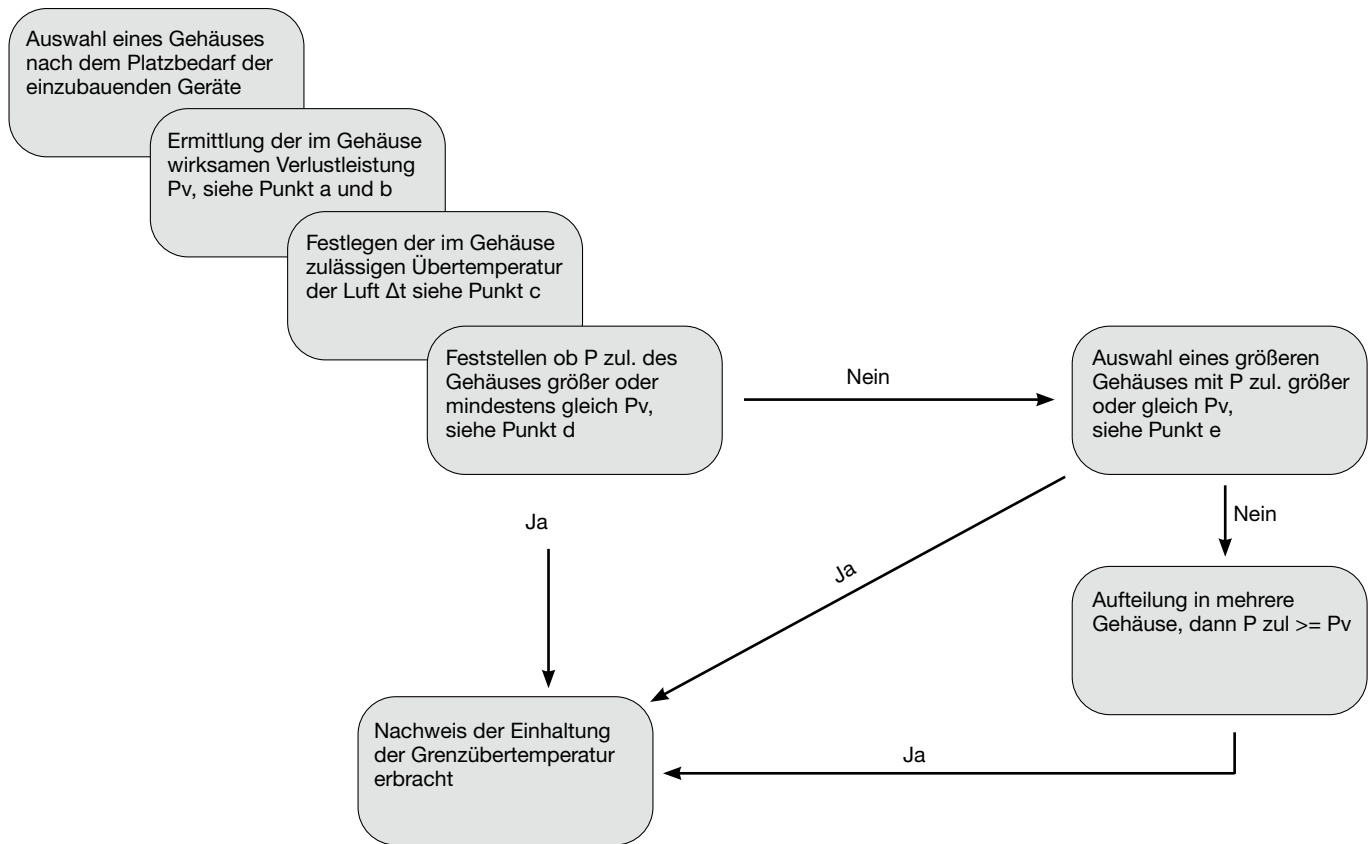 Auswahl eines Gehäuses
nach dem Platzbedarf der
einzubauenden Geräte
Ermittlung der im Gehäuse
wirksamen Verlustleistung
Pv, siehe Punkt a und b
Festlegen der im Gehäuse
zulässigen Übertemperatur
der Luft Δt siehe Punkt c
Feststellen ob P zul. des
Gehäuses größer oder
mindestens gleich Pv,
siehe Punkt d
Nein
Auswahl eines größeren
Gehäuses mit P zul. größer
oder gleich Pv,
siehe Punkt e
Ja
Ja
Nein
Aufteilung in mehrere
Gehäuse, dann P zul >= Pv
Nachweis der Einhaltung
der Grenzübertemperatur
erbracht
Ja